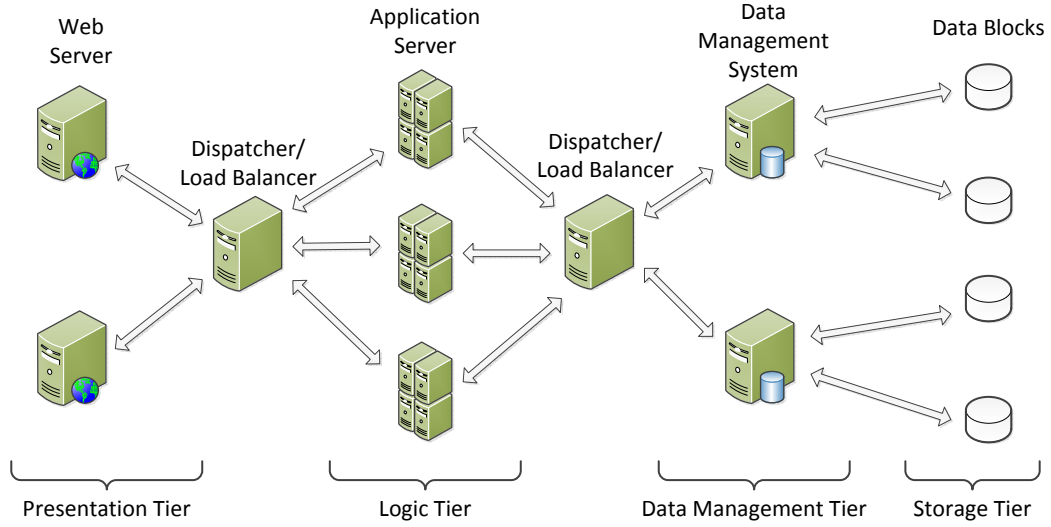 Web
Server
Application
Server
Data
Management
System
Data Blocks
Dispatcher/
Load Balancer
Dispatcher/
Load Balancer
Presentation Tier
Logic Tier
Data Management Tier
Storage Tier